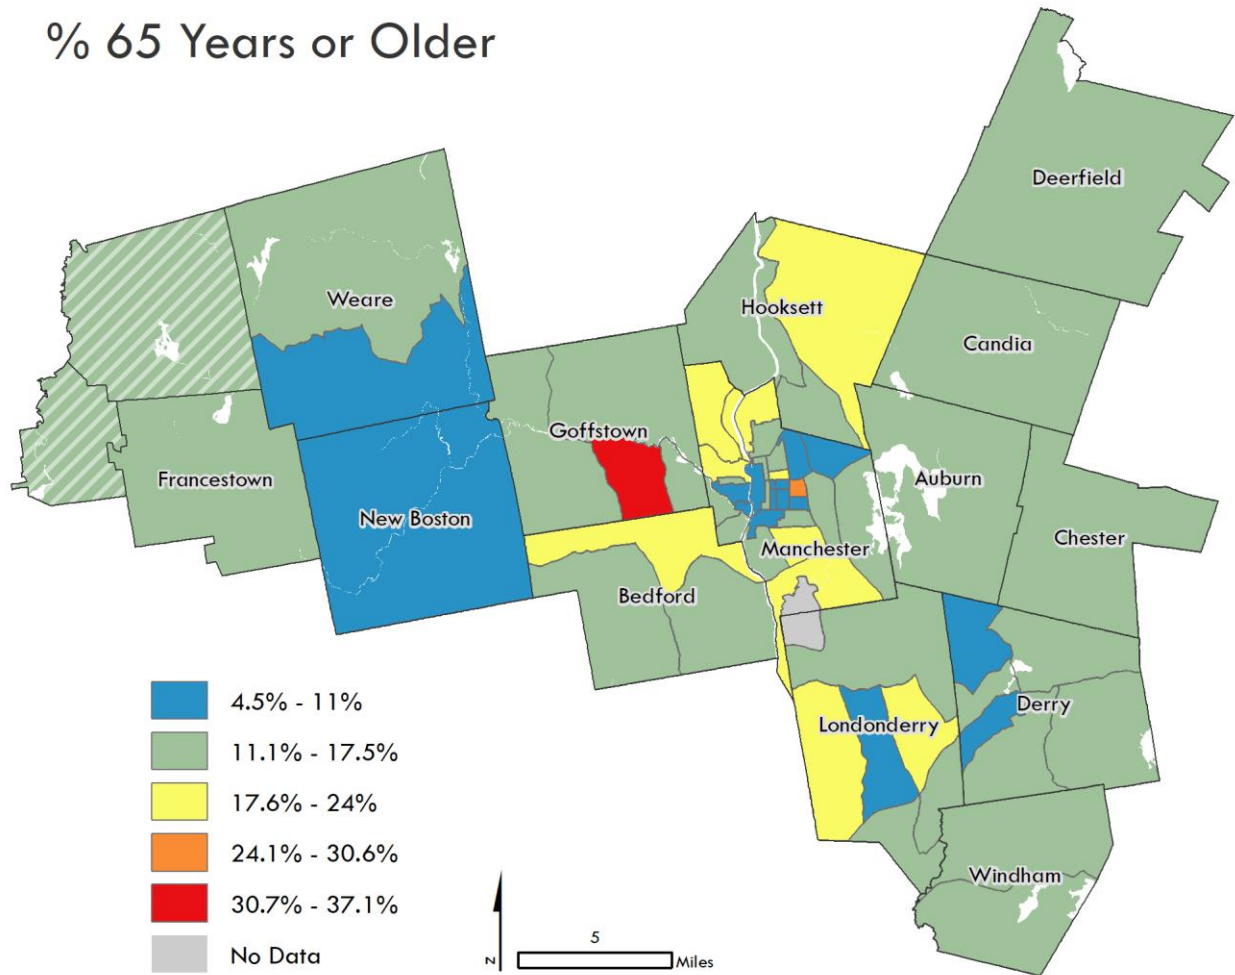 % 65 Years or Older
Deerfield
Weare
Hooksett
Candia
Goffstown
Francestown
Auburn
New Boston
Chester
Manchester
Bedford
Derry
Londonderry
Windham
4.5% - 11%
11.1% - 17.5%
17.6% - 24%
24.1% - 30.6%
30.7% - 37.1%
No Data
N
5
Miles